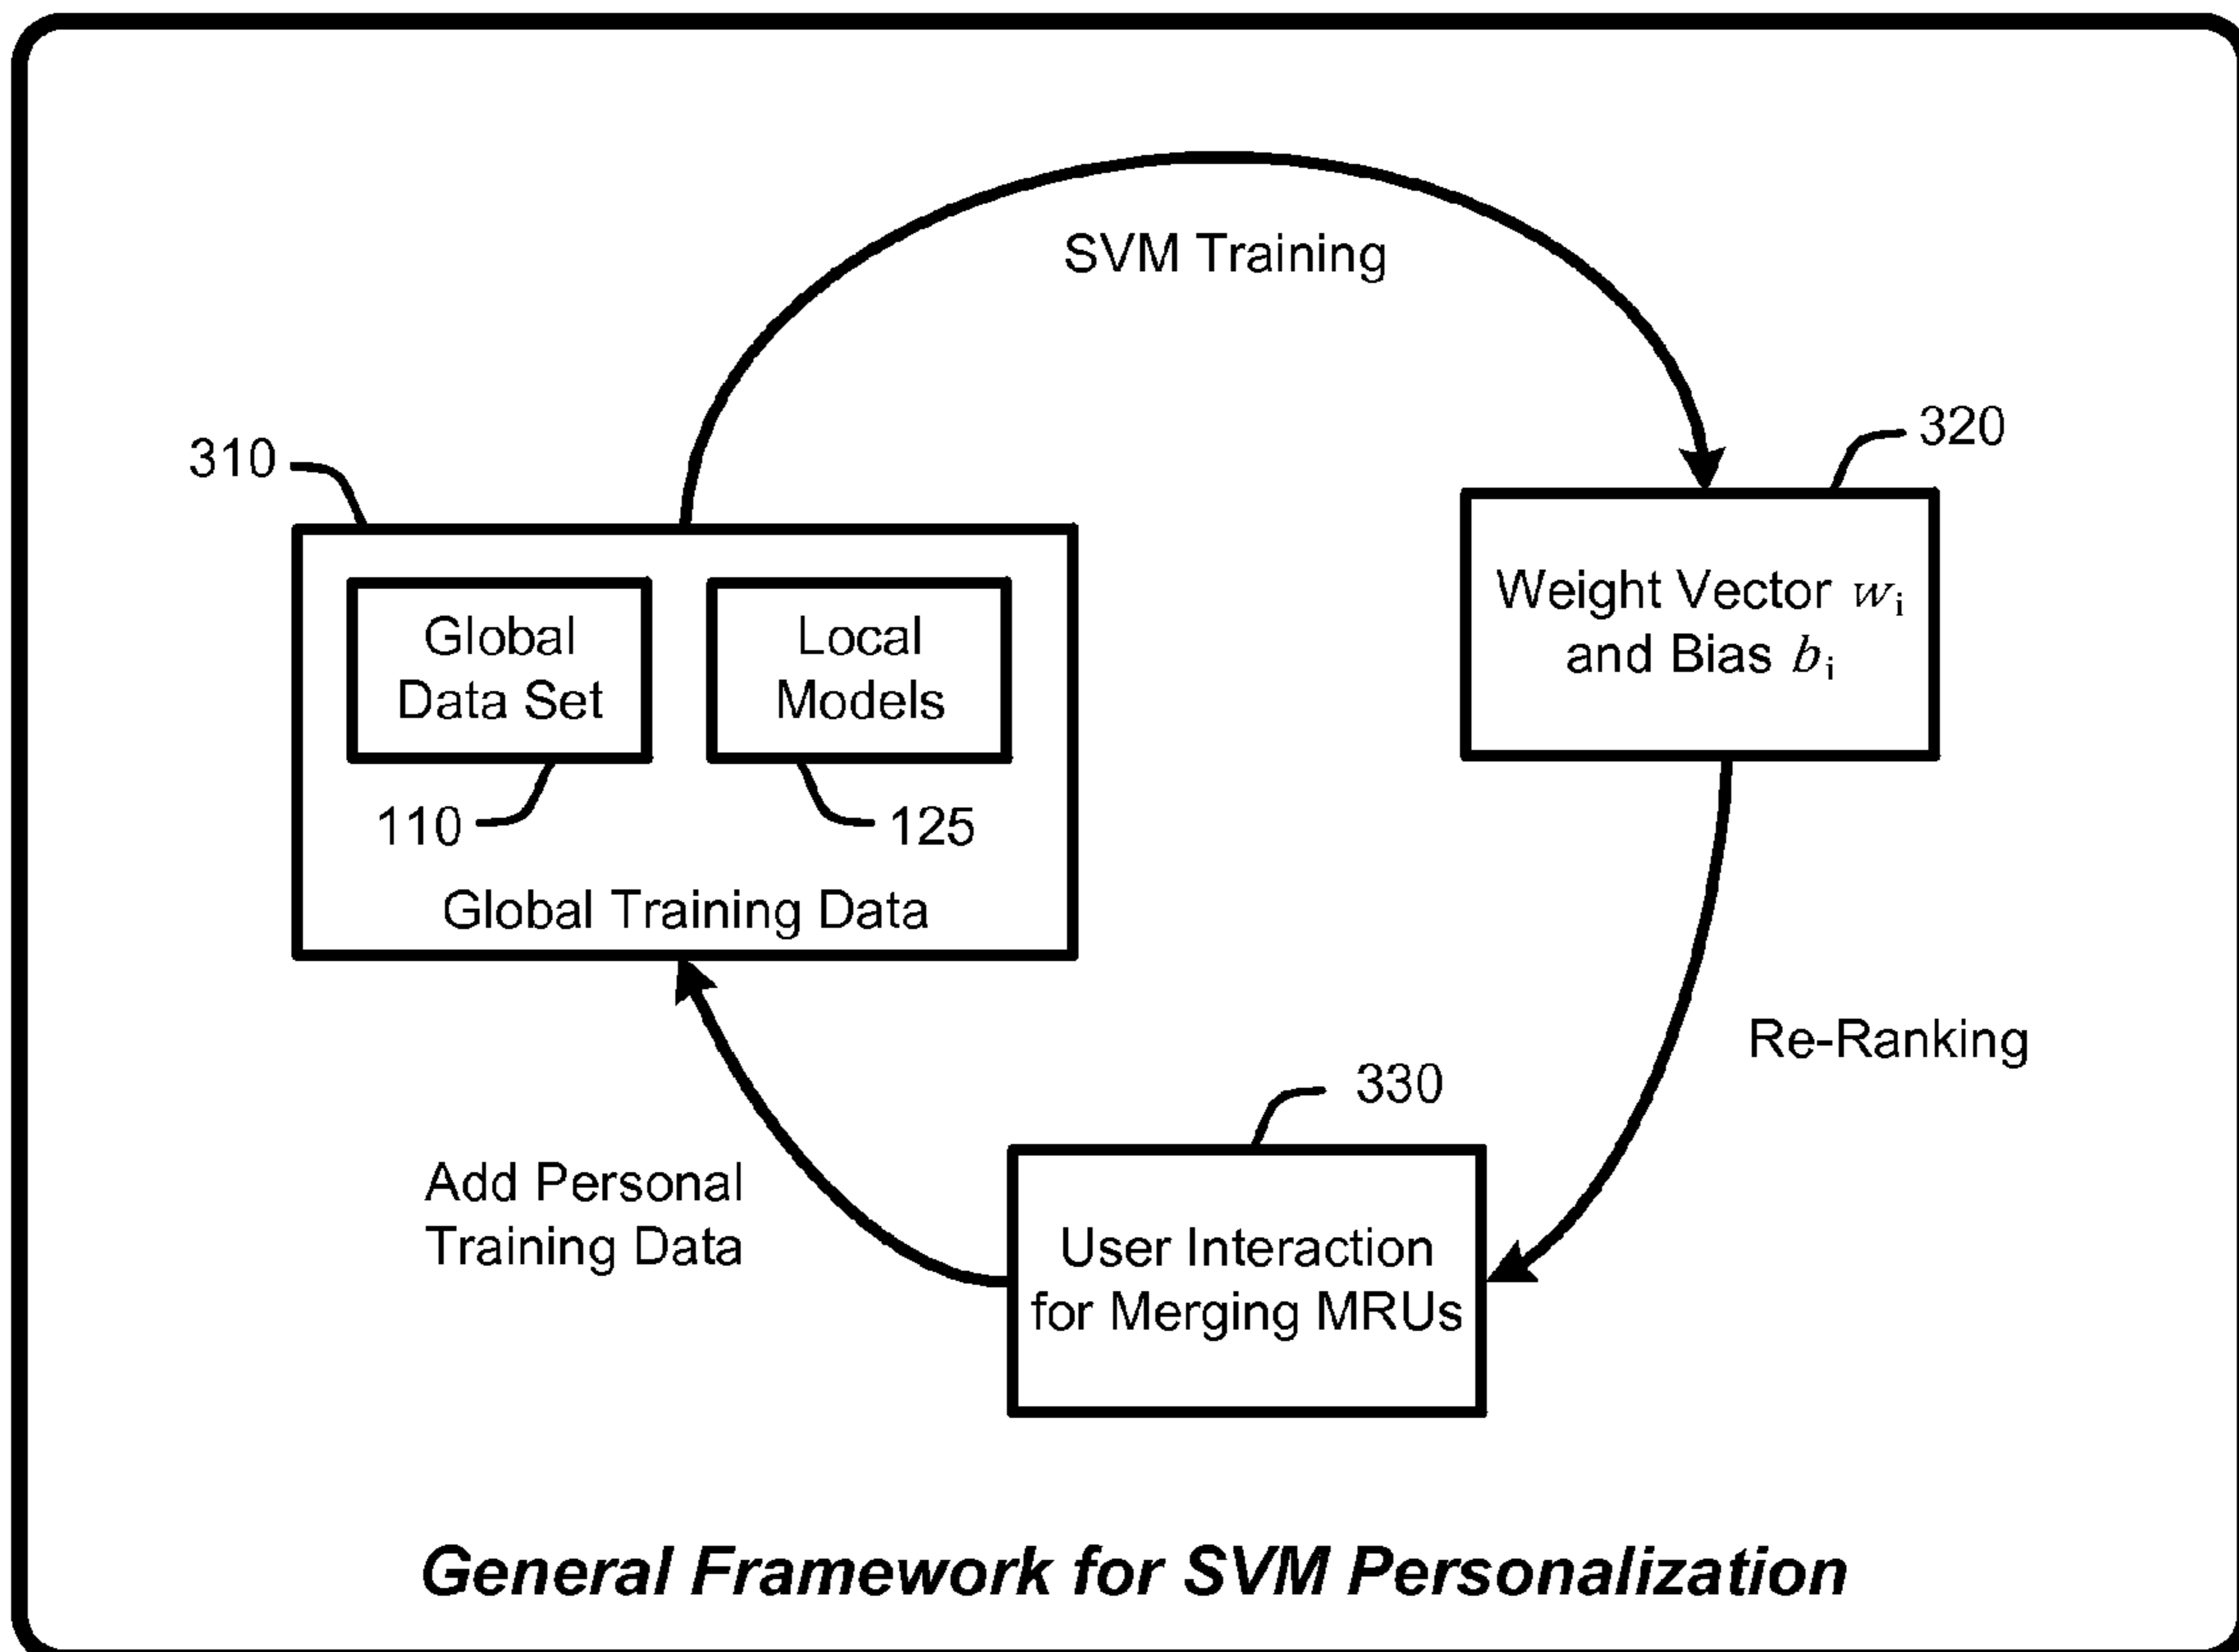 SVM Training
310
320
Global
Data Set
Local
Models
Weight Vector wᵢ
and Bias bᵢ
110
125
Global Training Data
Re-Ranking
330
Add Personal
Training Data
User Interaction
for Merging MRUs
General Framework for SVM Personalization